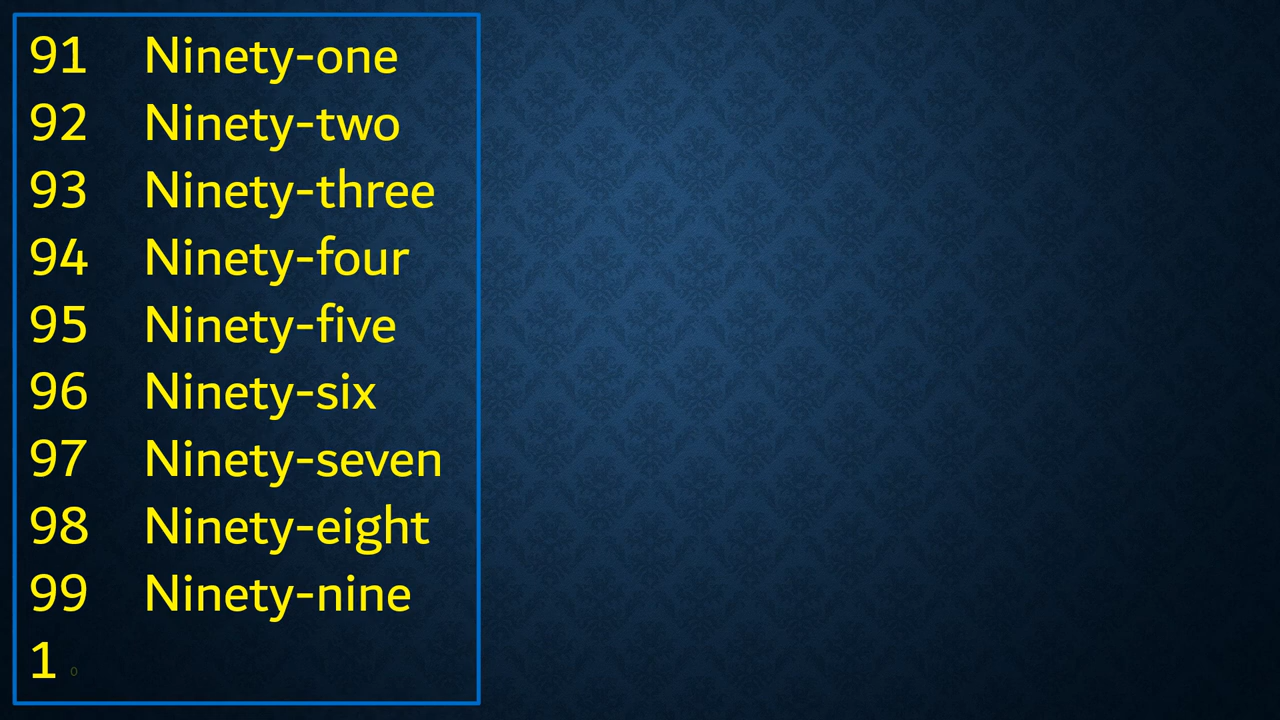 91 Ninety-one
92 Ninety-two
93 Ninety-three
94 Ninety-four
95 Ninety-five
96 Ninety-six
97 Ninety-seven
98 Ninety-eight
99 Ninety-nine
1 0